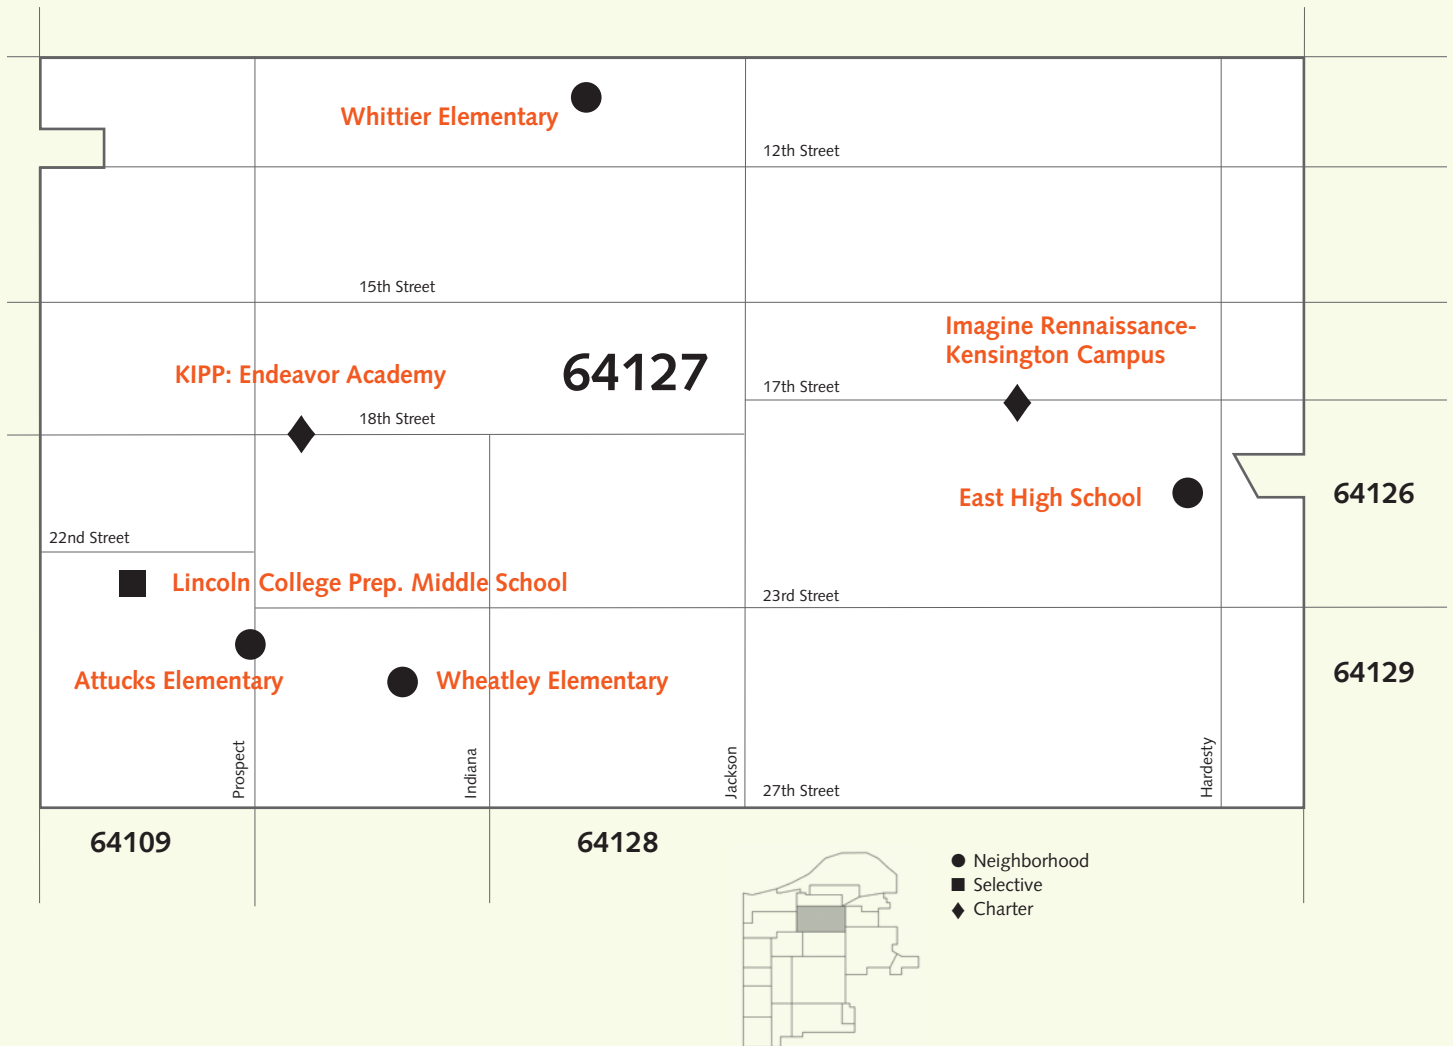 Whittier Elementary
12th Street
15th Street
Imagine Rennaissance-
Kensington Campus
KIPP: Endeavor Academy
64127
17th Street
18th Street
East High School
64126
22nd Street
Lincoln College Prep. Middle School
23rd Street
Attucks Elementary
Wheatley Elementary
64129
Prospect
Indiana
Jackson
Hardesty
27th Street
64109
64128
Neighborhood
Selective
Charter